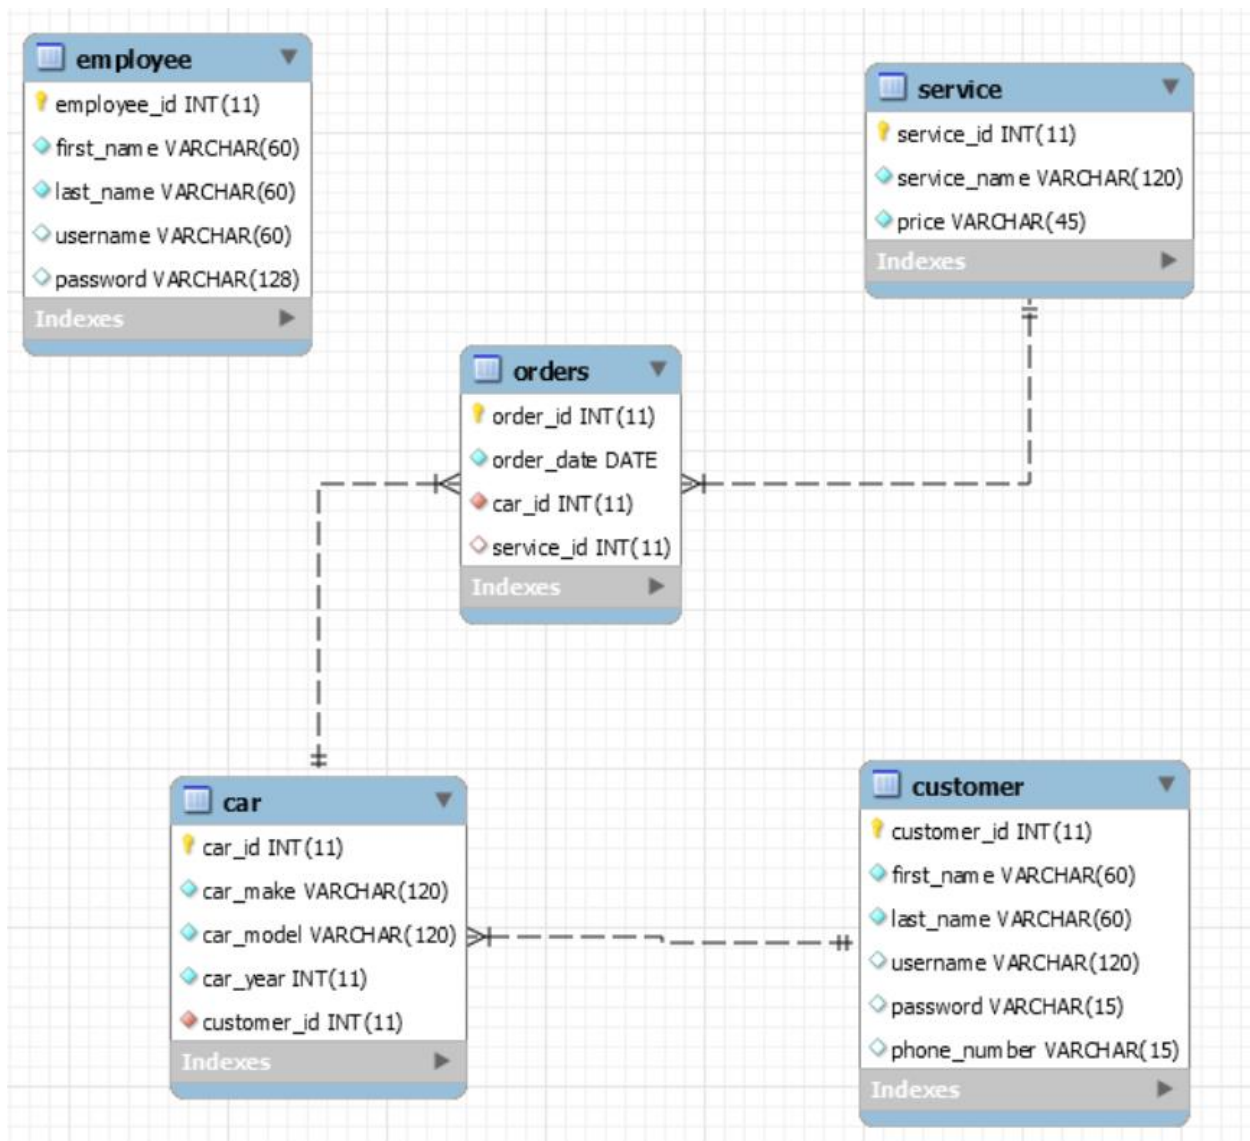 employee
employee_id INT(11)
first_name VARCHAR(60)
last_name VARCHAR(60)
username VARCHAR(60)
password VARCHAR(128)
Indexes
service
service_id INT(11)
service_name VARCHAR(120)
price VARCHAR(45)
Indexes
orders
order_id INT(11)
order_date DATE
car_id INT(11)
service_id INT(11)
Indexes
car
car_id INT(11)
car_make VARCHAR(120)
car_model VARCHAR(120)
car_year INT(11)
customer_id INT(11)
Indexes
customer
customer_id INT(11)
first_name VARCHAR(60)
last_name VARCHAR(60)
username VARCHAR(120)
password VARCHAR(15)
phone_number VARCHAR(15)
Indexes